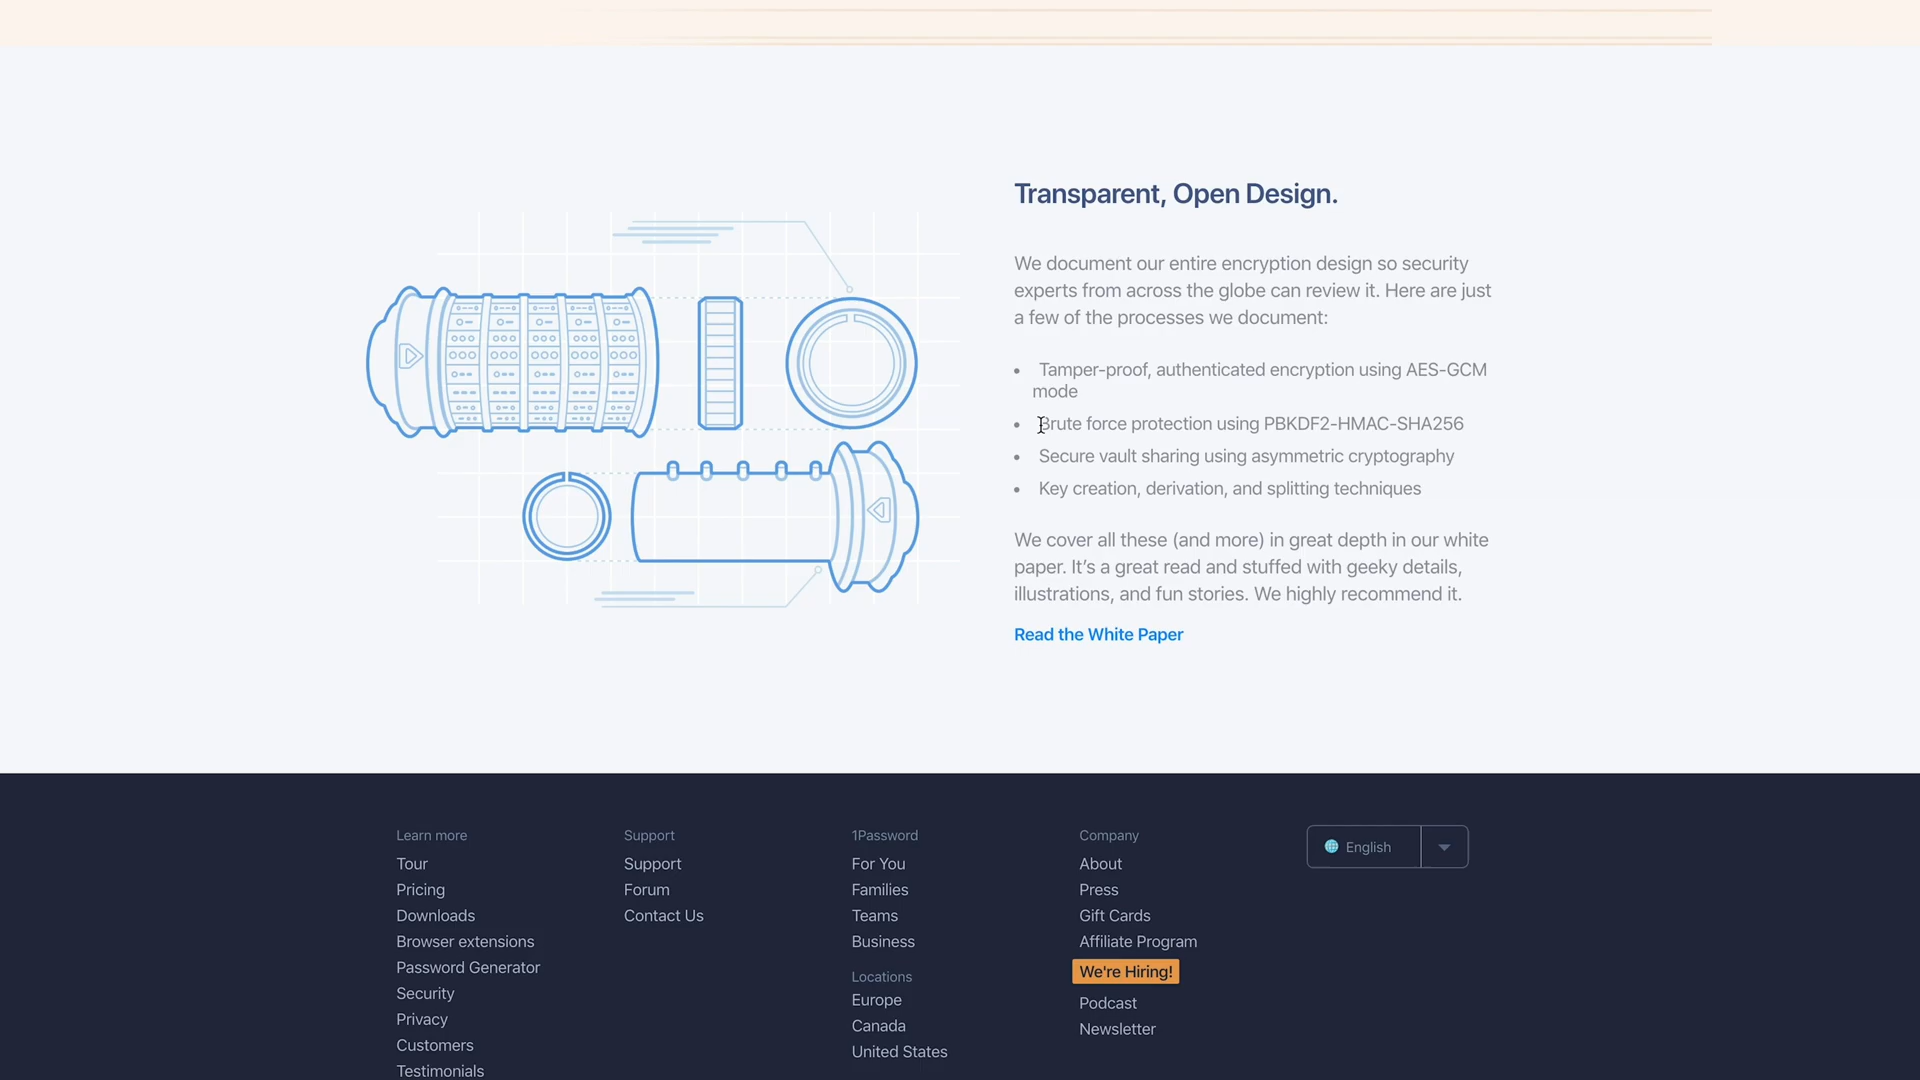 Transparent, Open Design.
We document our entire encryption design so security
experts from across the globe can review it. Here are just
a few of the processes we document:
• Tamper-proof, authenticated encryption using AES-GCM
mode
• Brute force protection using PBKDF2-HMAC-SHA256
• Secure vault sharing using asymmetric cryptography
• Key creation, derivation, and splitting techniques
We cover all these (and more) in great depth in our white
paper. It’s a great read and stuffed with geeky details,
illustrations, and fun stories. We highly recommend it.
Read the White Paper
Learn more
Tour
Pricing
Downloads
Browser extensions
Password Generator
Security
Privacy
Customers
Testimonials
Support
Support
Forum
Contact Us
1Password
For You
Families
Teams
Business
Locations
Europe
Canada
United States
Company
About
Press
Gift Cards
Affiliate Program
We're Hiring!
Podcast
Newsletter
English